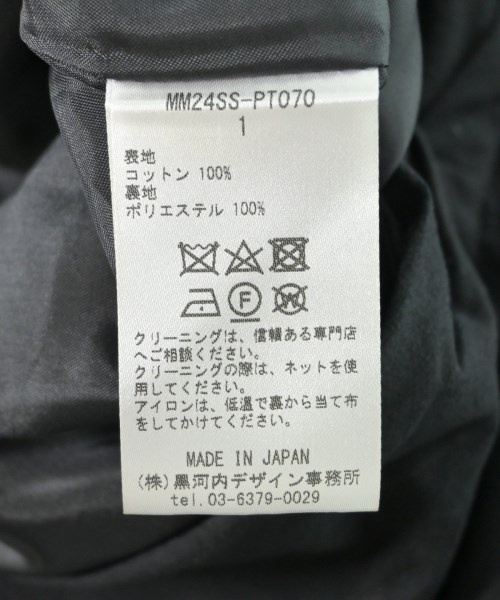 MM24SS-PT070
1
表地
コットン 100%
裏地
ポリエステル 100%
F
W
クリーニングは、信頼ある専門店
へご相談ください。
クリーニングの際は、ネットを使
用してください。
アイロンは、低温で裏から当て布
をしてかけてください。
MADE IN JAPAN
(株)黒河内デザイン事務所
tel.03-6379-0029